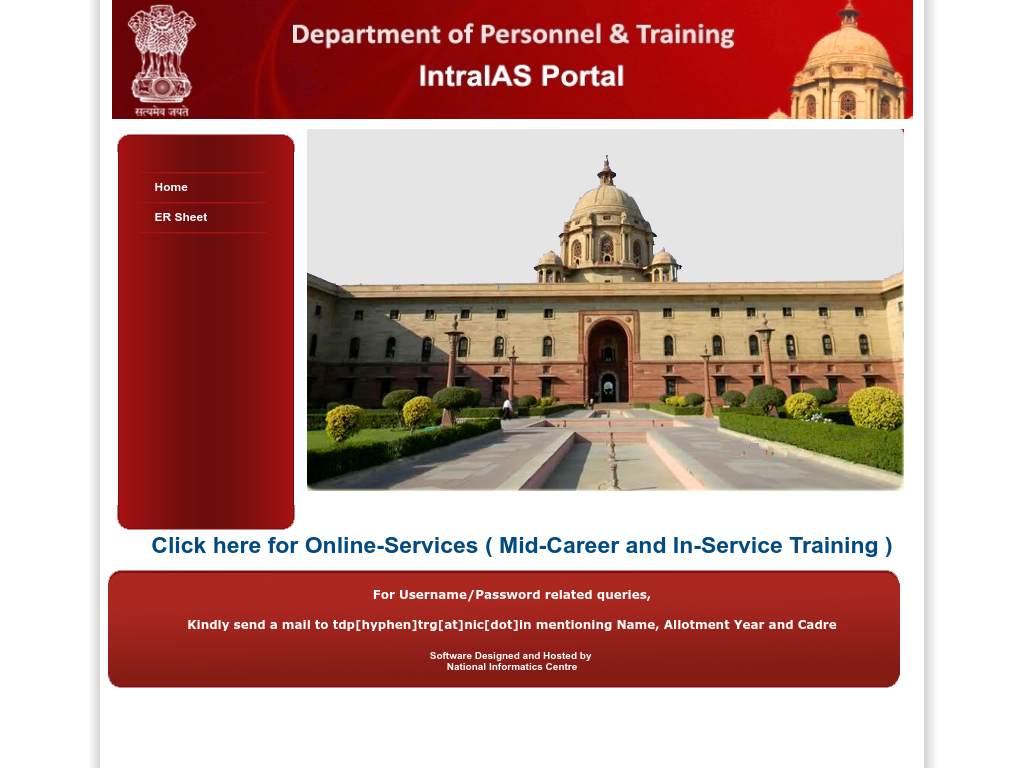 Department of Personnel & Training
IntraIAS Portal
सत्यमेव जयते
Home
ER Sheet
Click here for Online-Services ( Mid-Career and In-Service Training )
For Username/Password related queries,
Kindly send a mail to tdp[hyphen]trg[at]nic[dot]in mentioning Name, Allotment Year and Cadre
Software Designed and Hosted by
National Informatics Centre